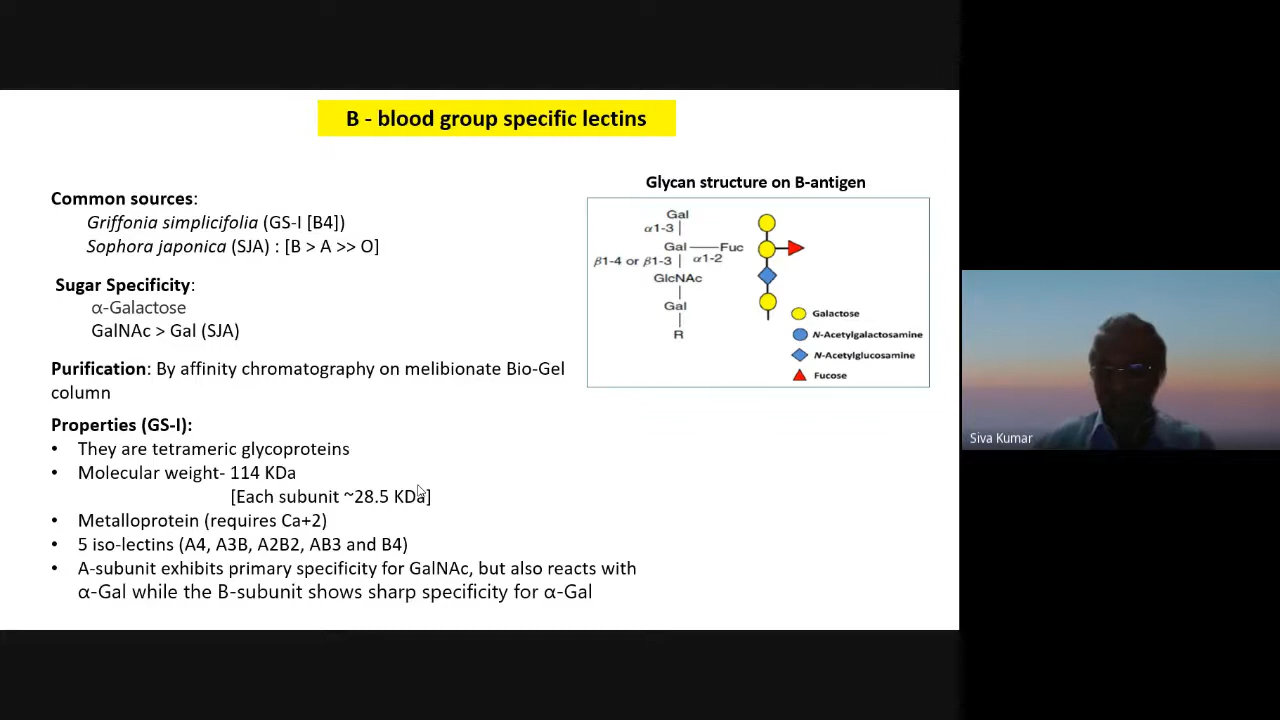 B - blood group specific lectins
Common sources:
Griffonia simplicifolia (GS-I [B4])
Sophora japonica (SJA) : [B > A >> O]
Sugar Specificity:
α-Galactose
GalNAc > Gal (SJA)
Purification: By affinity chromatography on melibionate Bio-Gel
column
Properties (GS-I):
• They are tetrameric glycoproteins
• Molecular weight- 114 KDa
[Each subunit ~28.5 KDa]
• Metalloprotein (requires Ca+2)
• 5 iso-lectins (A4, A3B, A2B2, AB3 and B4)
• A-subunit exhibits primary specificity for GalNAc, but also reacts with
α-Gal while the B-subunit shows sharp specificity for α-Gal
Glycan structure on B-antigen
Gal
α1-3
Gal Fuc
β1-4 or β1-3 α1-2
GlcNAc
Gal
R
Galactose
N-Acetylgalactosamine
N-Acetylglucosamine
Fucose
Siva Kumar